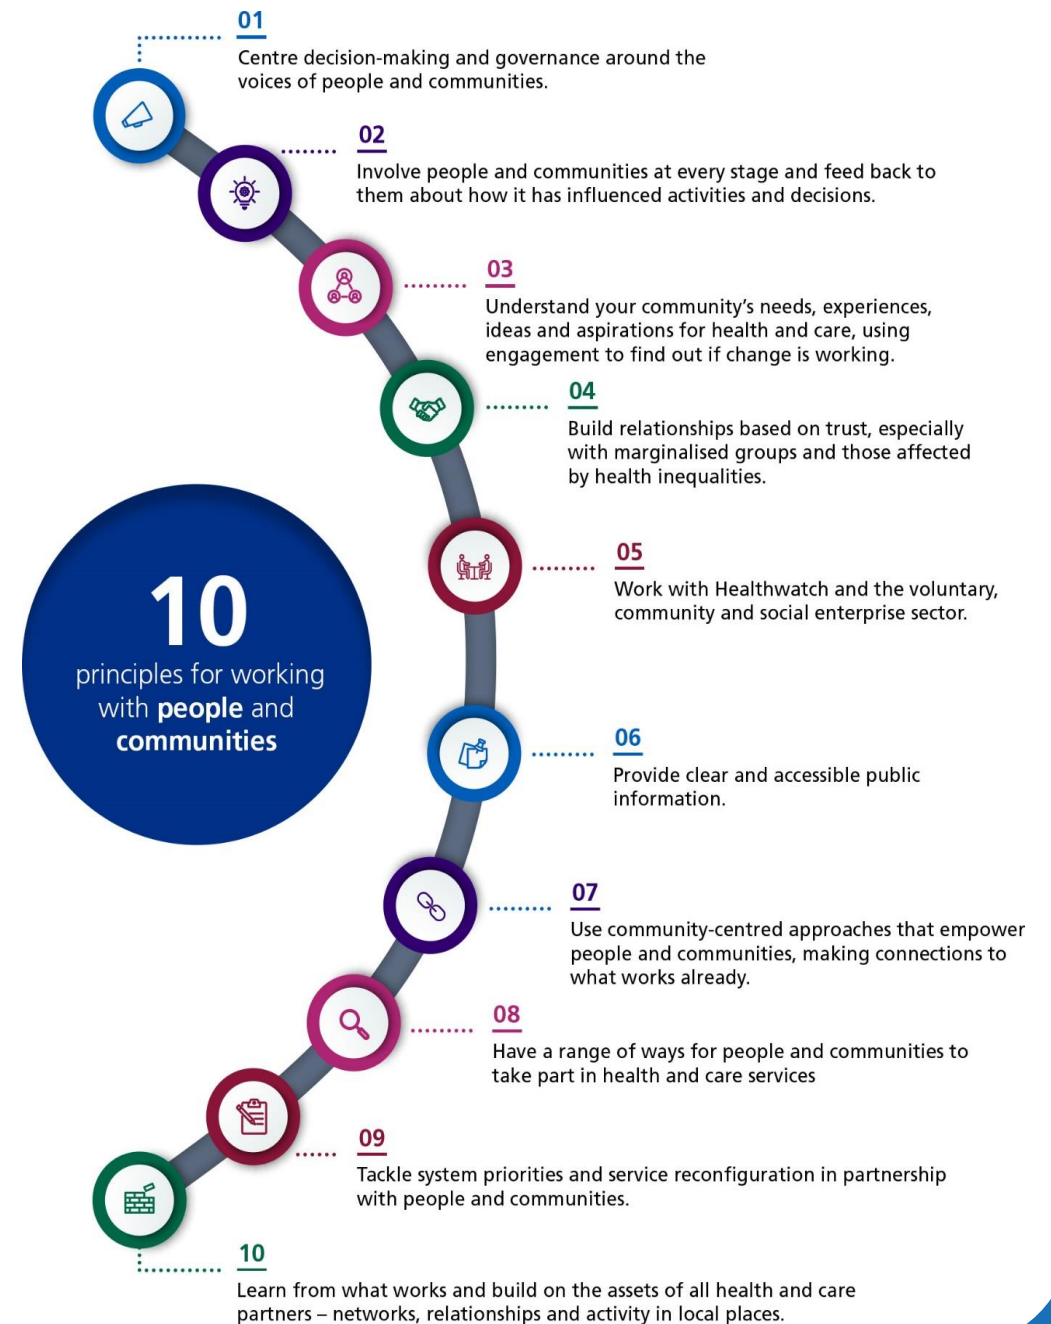 01
Centre decision-making and governance around the
voices of people and communities.
02
Involve people and communities at every stage and feed back to
them about how it has influenced activities and decisions.
03
Understand your community’s needs, experiences,
ideas and aspirations for health and care, using
engagement to find out if change is working.
04
Build relationships based on trust, especially
with marginalised groups and those affected
by health inequalities.
10
principles for working
with people and
communities
05
Work with Healthwatch and the voluntary,
community and social enterprise sector.
06
Provide clear and accessible public
information.
07
Use community-centred approaches that empower
people and communities, making connections to
what works already.
08
Have a range of ways for people and communities to
take part in health and care services
09
Tackle system priorities and service reconfiguration in partnership
with people and communities.
10
Learn from what works and build on the assets of all health and care
partners – networks, relationships and activity in local places.